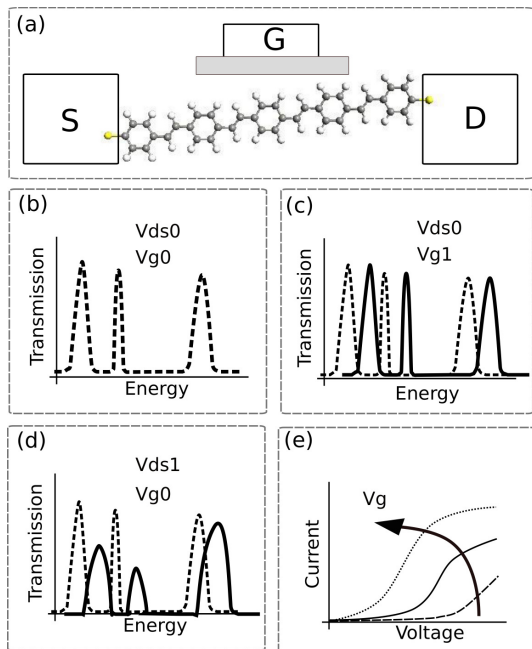 (a)
G
S
D
(b)
Vds0
Vg0
Transmission
Energy
(c)
Vds0
Vg1
Transmission
Energy
(d)
Vds1
Vg0
Transmission
Energy
(e)
Vg
Current
Voltage